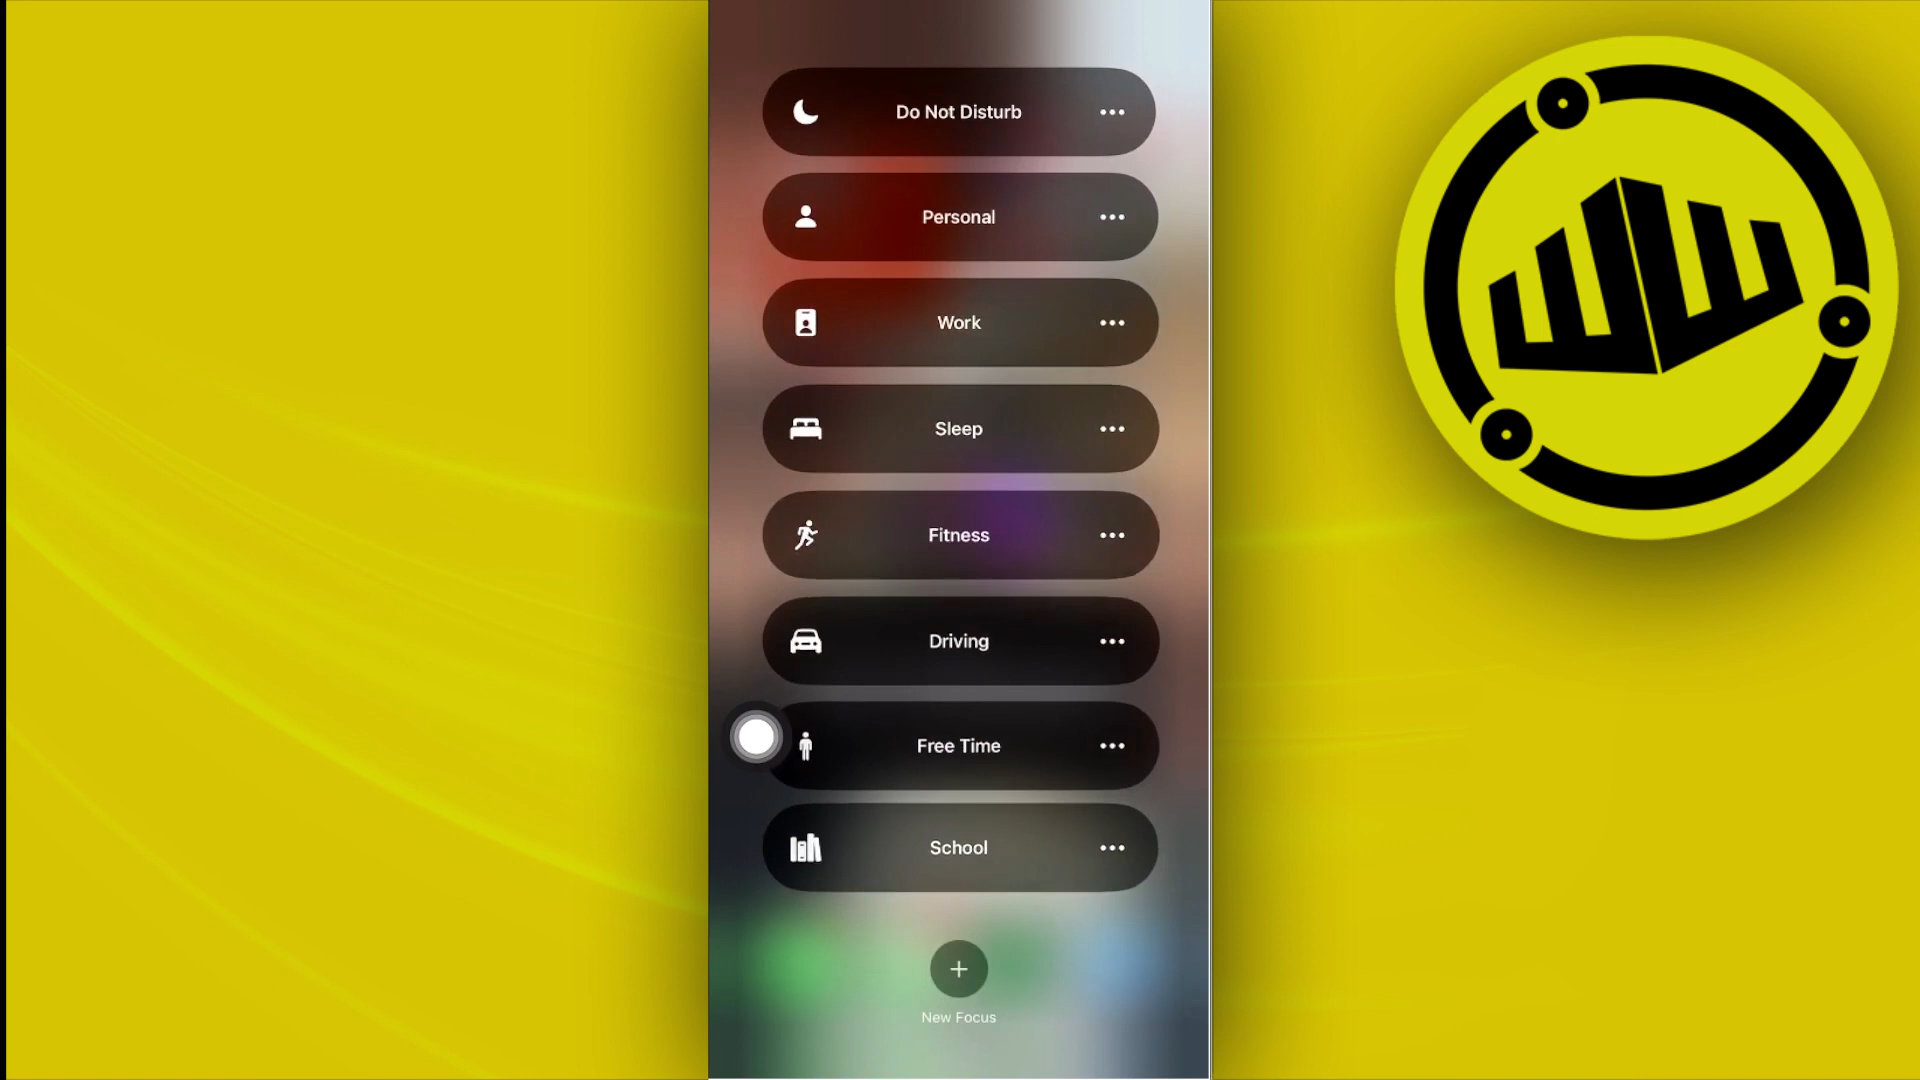 Do Not Disturb
Personal
Work
Sleep
Fitness
Driving
Free Time
School
New Focus